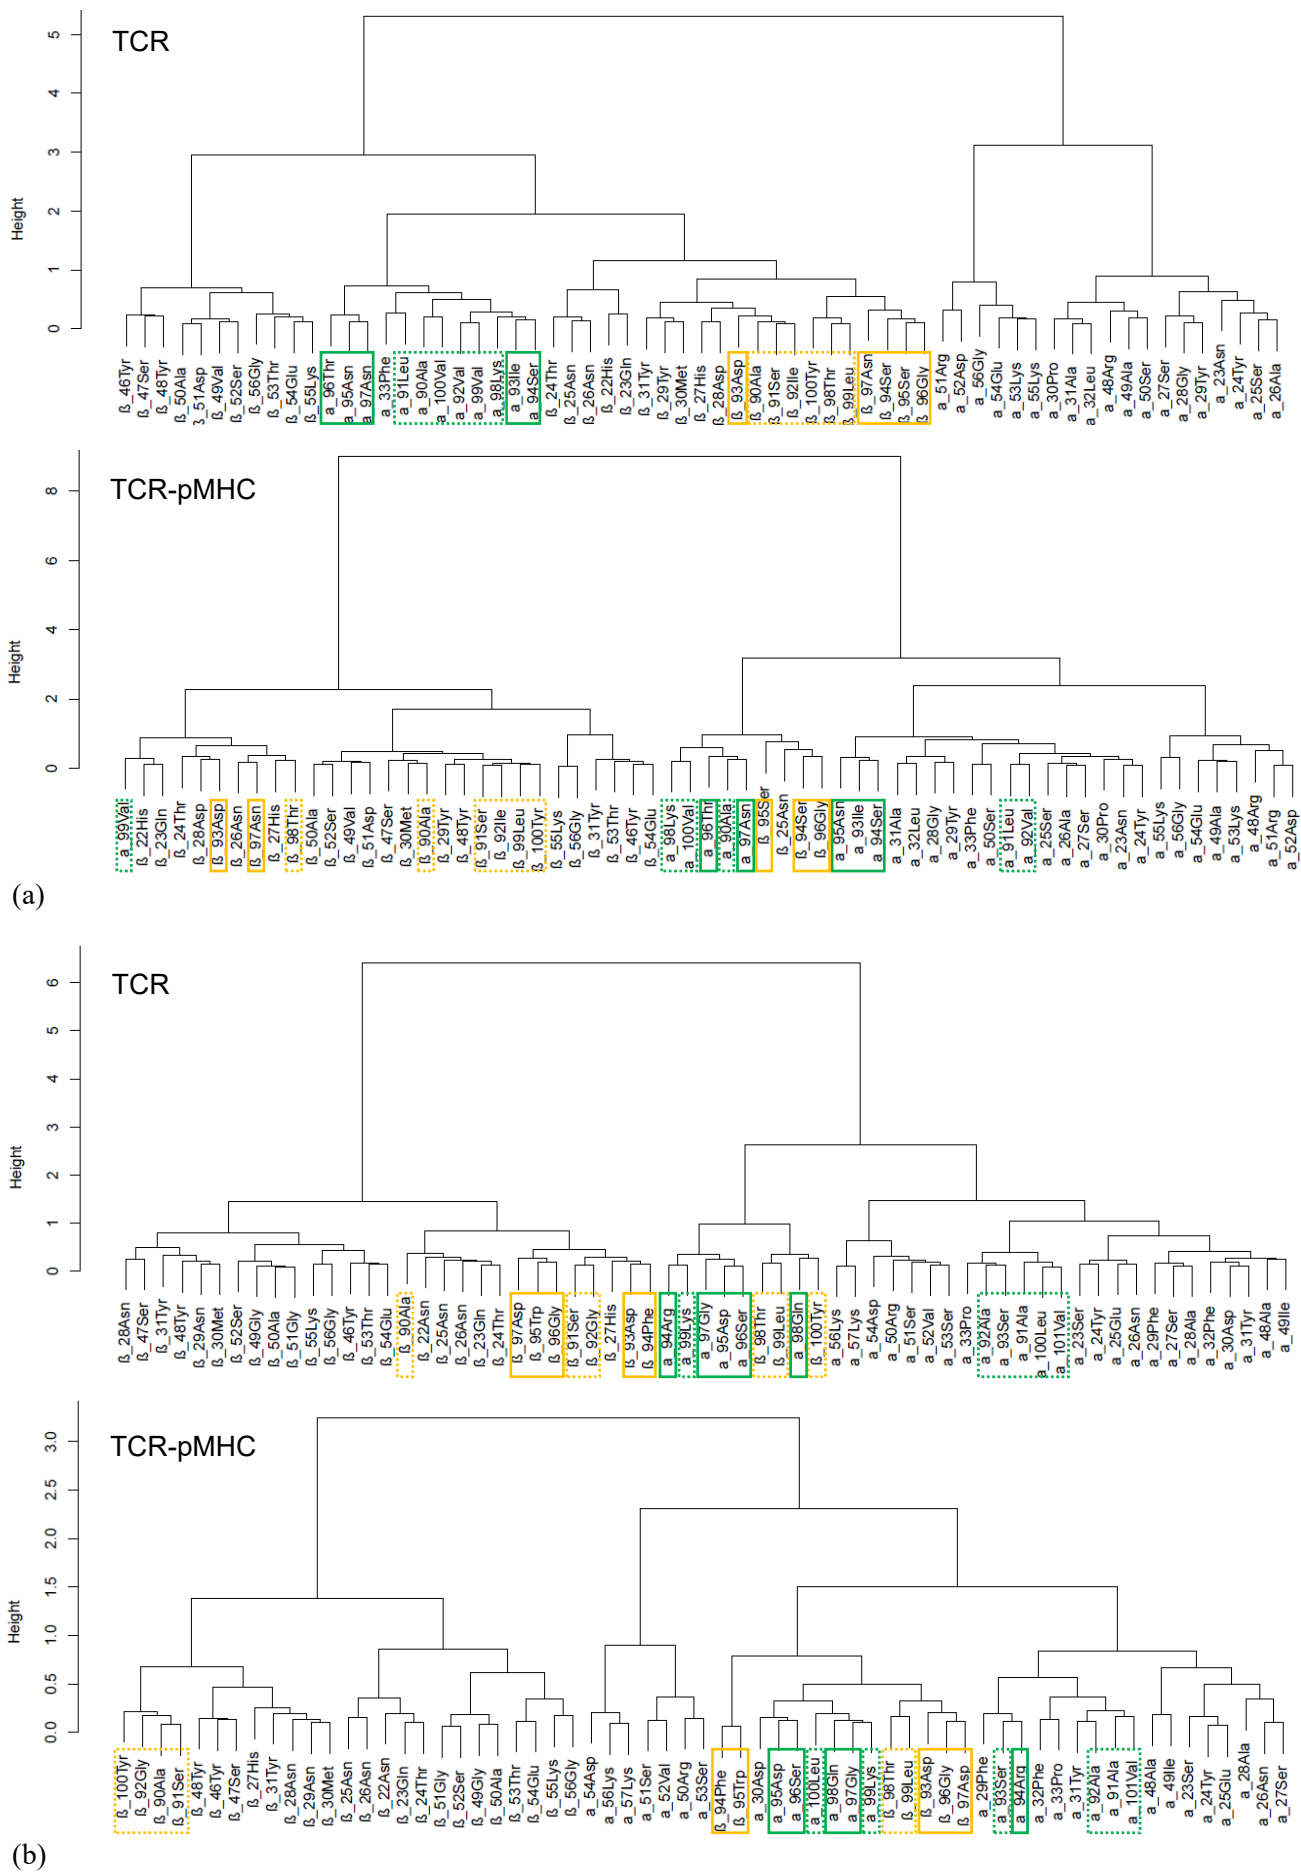 TCR
Height
0 1 2 3 4 5
ß_46Tyr ß_47Ser ß_48Tyr ß_50Ala ß_51Asp ß_49Val ß_52Ser ß_56Gly ß_53Thr ß_54Glu ß_55Lys a_96Thr a_95Asn a_97Asn a_33Phe a_91Leu a_90Ala a_100Val a_92Val a_99Val a_98Lys a_93Ile a_94Ser ß_24Thr ß_25Asn ß_26Asn ß_22His ß_23Gln ß_31Tyr ß_29Tyr ß_30Met ß_27His ß_28Asp ß_93Asp ß_90Ala ß_91Ser ß_92Ile ß_100Tyr ß_98Thr ß_99Leu ß_97Asn ß_94Ser ß_95Ser ß_96Gly a_51Arg a_52Asp a_56Gly a_54Glu a_53Lys a_55Lys a_30Pro a_31Ala a_32Leu a_48Arg a_49Ala a_50Ser a_27Ser a_28Gly a_29Tyr a_23Asn a_24Tyr a_25Ser a_26Ala
TCR-pMHC
Height
0 2 4 6 8
a_99Val ß_22His ß_23Gln ß_24Thr ß_28Asp ß_93Asp ß_26Asn ß_97Asn ß_27His ß_98Thr ß_50Ala ß_52Ser ß_49Val ß_51Asp ß_47Ser ß_30Met ß_90Ala ß_29Tyr ß_48Tyr ß_91Ser ß_92Ile ß_99Leu ß_100Tyr ß_55Lys ß_56Gly ß_31Tyr ß_53Thr ß_46Tyr ß_54Glu a_98Lys a_100Val a_96Thr a_90Ala a_97Asn ß_95Ser ß_25Asn ß_94Ser ß_96Gly a_95Asn a_93Ile a_94Ser a_31Ala a_32Leu a_28Gly a_29Tyr a_33Phe a_50Ser a_91Leu a_92Val a_25Ser a_26Ala a_27Ser a_30Pro a_23Asn a_24Tyr a_55Lys a_56Gly a_54Glu a_49Ala a_53Lys a_48Arg a_51Arg a_52Asp
(a)
TCR
Height
0 1 2 3 4 5 6
ß_28Asn ß_47Ser ß_31Tyr ß_48Tyr ß_29Asn ß_30Met ß_52Ser ß_49Gly ß_50Ala ß_51Gly ß_55Lys ß_56Gly ß_46Tyr ß_53Thr ß_54Glu ß_90Ala ß_22Asn ß_25Asn ß_26Asn ß_23Gln ß_24Thr ß_97Asp ß_95Trp ß_96Gly ß_91Ser ß_92Gly ß_27His ß_93Asp ß_94Phe a_94Arg a_99Lys a_97Gly a_95Asp a_96Ser ß_98Thr ß_99Leu a_98Gln ß_100Tyr a_56Lys a_57Lys a_54Asp a_50Arg a_51Ser a_52Val a_53Ser a_33Pro a_92Ala a_93Ser a_91Ala a_100Leu a_101Val a_23Ser a_24Tyr a_25Glu a_26Asn a_29Phe a_27Ser a_28Ala a_32Phe a_30Asp a_31Tyr a_48Ala a_49Ile
TCR-pMHC
Height
0.0 0.5 1.0 1.5 2.0 2.5 3.0
ß_100Tyr ß_92Gly ß_90Ala ß_91Ser ß_48Tyr ß_46Tyr ß_47Ser ß_27His ß_31Tyr ß_28Asn ß_29Asn ß_30Met ß_25Asn ß_26Asn ß_22Asn ß_23Gln ß_24Thr ß_51Gly ß_52Ser ß_49Gly ß_50Ala ß_53Thr ß_54Glu ß_55Lys ß_56Gly a_54Asp a_56Lys a_57Lys a_51Ser a_52Val a_50Arg a_53Ser ß_94Phe ß_95Trp a_30Asp a_95Asp a_96Ser a_100Leu a_98Gln a_97Gly a_99Lys ß_98Thr ß_99Leu ß_93Asp ß_96Gly ß_97Asp a_29Phe a_93Ser a_94Arg a_32Phe a_33Pro a_31Tyr a_92Ala a_91Ala a_101Val a_48Ala a_49Ile a_23Ser a_24Tyr a_25Glu a_28Ala a_26Asn a_27Ser
(b)